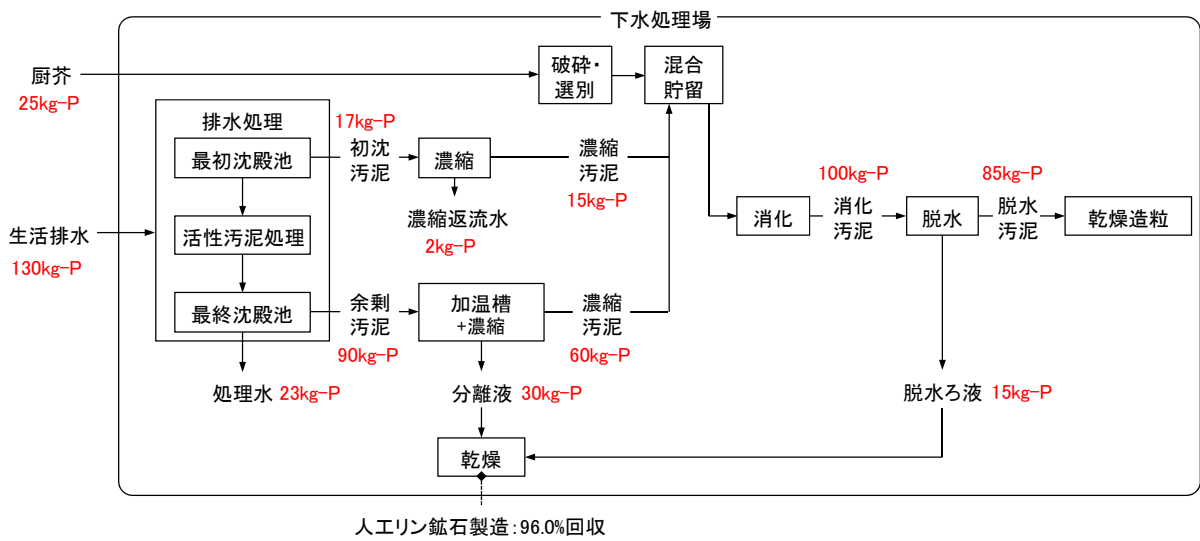 下水処理場
厨芥
25kg-P
破砕・
選別
混合
貯留
排水処理
17kg-P
最初沈殿池
初沈
汚泥
濃縮
濃縮
汚泥
15kg-P
濃縮返流水
2kg-P
生活排水
130kg-P
活性汚泥処理
100kg-P
85kg-P
消化
消化
汚泥
脱水
脱水
汚泥
乾燥造粒
最終沈殿池
余剰
汚泥
90kg-P
加温槽
+濃縮
濃縮
汚泥
60kg-P
処理水 23kg-P
分離液 30kg-P
脱水ろ液 15kg-P
乾燥
人工リン鉱石製造:96.0%回収